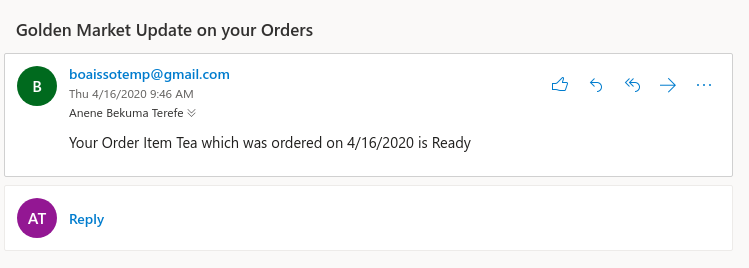 Golden Market Update on your Orders
B
boaissotemp@gmail.com
Thu 4/16/2020 9:46 AM
Anene Bekuma Terefe
Your Order Item Tea which was ordered on 4/16/2020 is Ready
AT
Reply